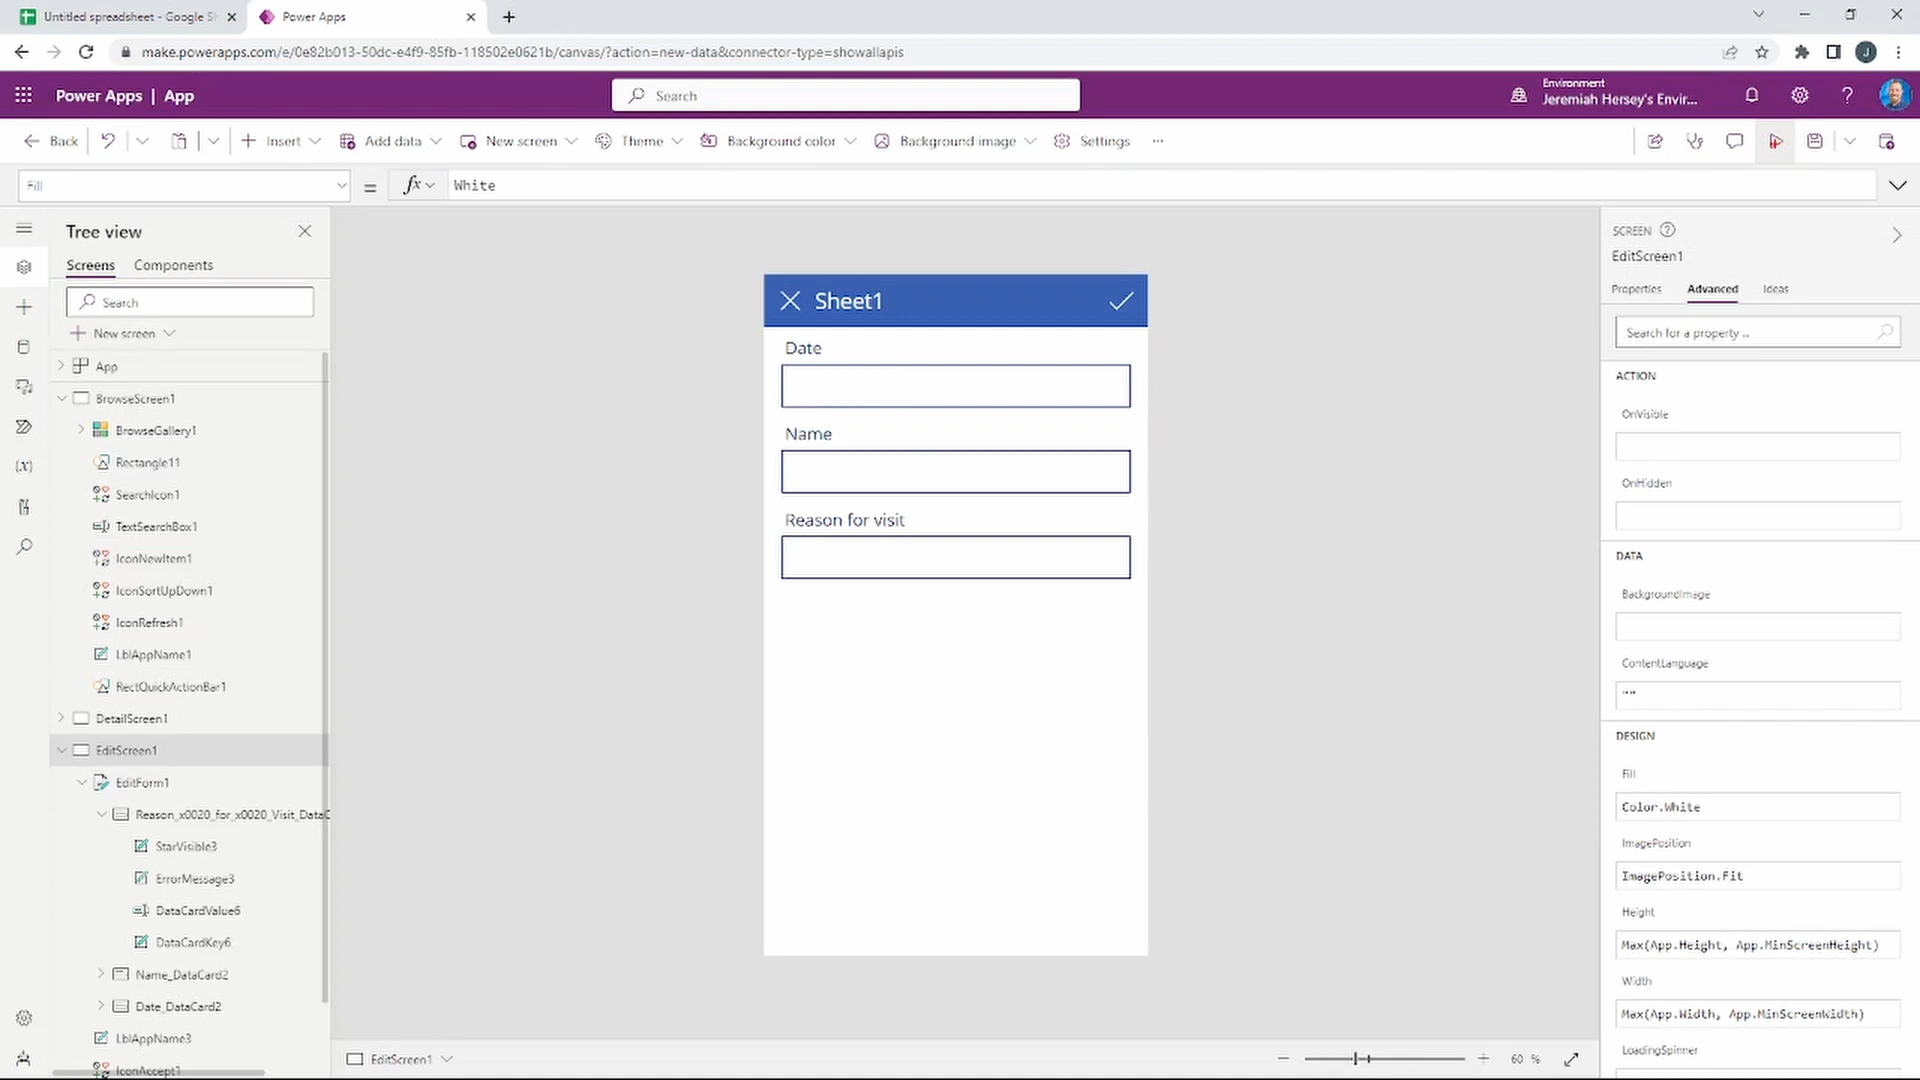 Untitled spreadsheet - Google Sh
Power Apps
make.powerapps.com/e/0e82b013-50dc-e4f9-85fb-118502e0621b/canvas/?action=new-data&connector-type=showallapis
J
Power Apps | App
Search
Environment
Jeremiah Hersey's Envir...
Back
Insert
Add data
New screen
Theme
Background color
Background image
Settings
...
Fill
=
fx
White
Tree view
Screens
Components
Search
New screen
App
BrowseScreen1
BrowseGallery1
Rectangle11
SearchIcon1
TextSearchBox1
IconNewItem1
IconSortUpDown1
IconRefresh1
LblAppName1
RectQuickActionBar1
DetailScreen1
EditScreen1
EditForm1
Reason_x0020_for_x0020_Visit_DataC
StarVisible3
ErrorMessage3
DataCardValue6
DataCardKey6
Name_DataCard2
Date_DataCard2
LblAppName3
IconAccept1
Sheet1
Date
Name
Reason for visit
EditScreen1
60 %
SCREEN
EditScreen1
Properties
Advanced
Ideas
Search for a property ..
ACTION
OnVisible
OnHidden
DATA
BackgroundImage
ContentLanguage
""
DESIGN
Fill
Color.White
ImagePosition
ImagePosition.Fit
Height
Max(App.Height, App.MinScreenHeight)
Width
Max(App.Width, App.MinScreenWidth)
LoadingSpinner